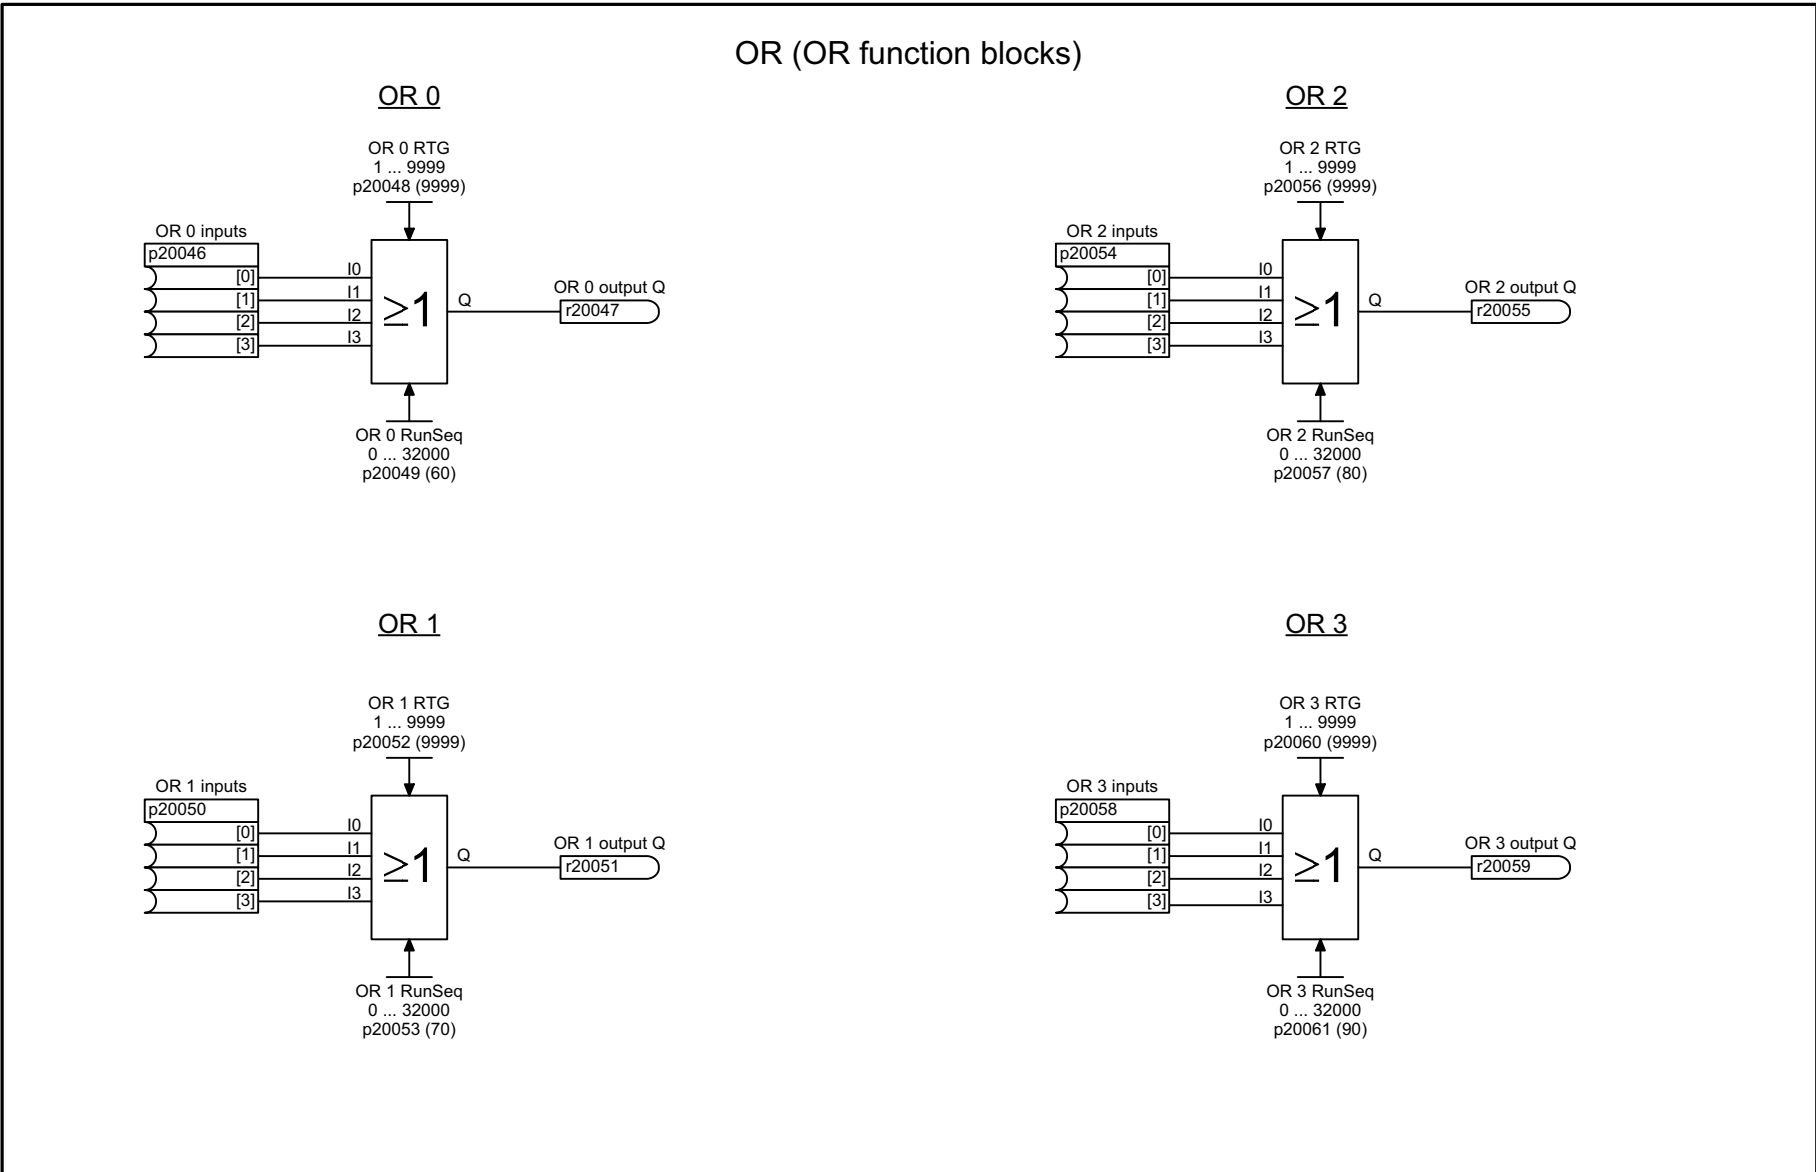 OR (OR function blocks)
OR 0
OR 0 RTG
1 ... 9999
p20048 (9999)
OR 0 inputs
p20046
[0]
[1]
[2]
[3]
I0
I1
I2
I3
≥1
Q
OR 0 output Q
r20047
OR 0 RunSeq
0 ... 32000
p20049 (60)
OR 2
OR 2 RTG
1 ... 9999
p20056 (9999)
OR 2 inputs
p20054
[0]
[1]
[2]
[3]
I0
I1
I2
I3
≥1
Q
OR 2 output Q
r20055
OR 2 RunSeq
0 ... 32000
p20057 (80)
OR 1
OR 1 RTG
1 ... 9999
p20052 (9999)
OR 1 inputs
p20050
[0]
[1]
[2]
[3]
I0
I1
I2
I3
≥1
Q
OR 1 output Q
r20051
OR 1 RunSeq
0 ... 32000
p20053 (70)
OR 3
OR 3 RTG
1 ... 9999
p20060 (9999)
OR 3 inputs
p20058
[0]
[1]
[2]
[3]
I0
I1
I2
I3
≥1
Q
OR 3 output Q
r20059
OR 3 RunSeq
0 ... 32000
p20061 (90)